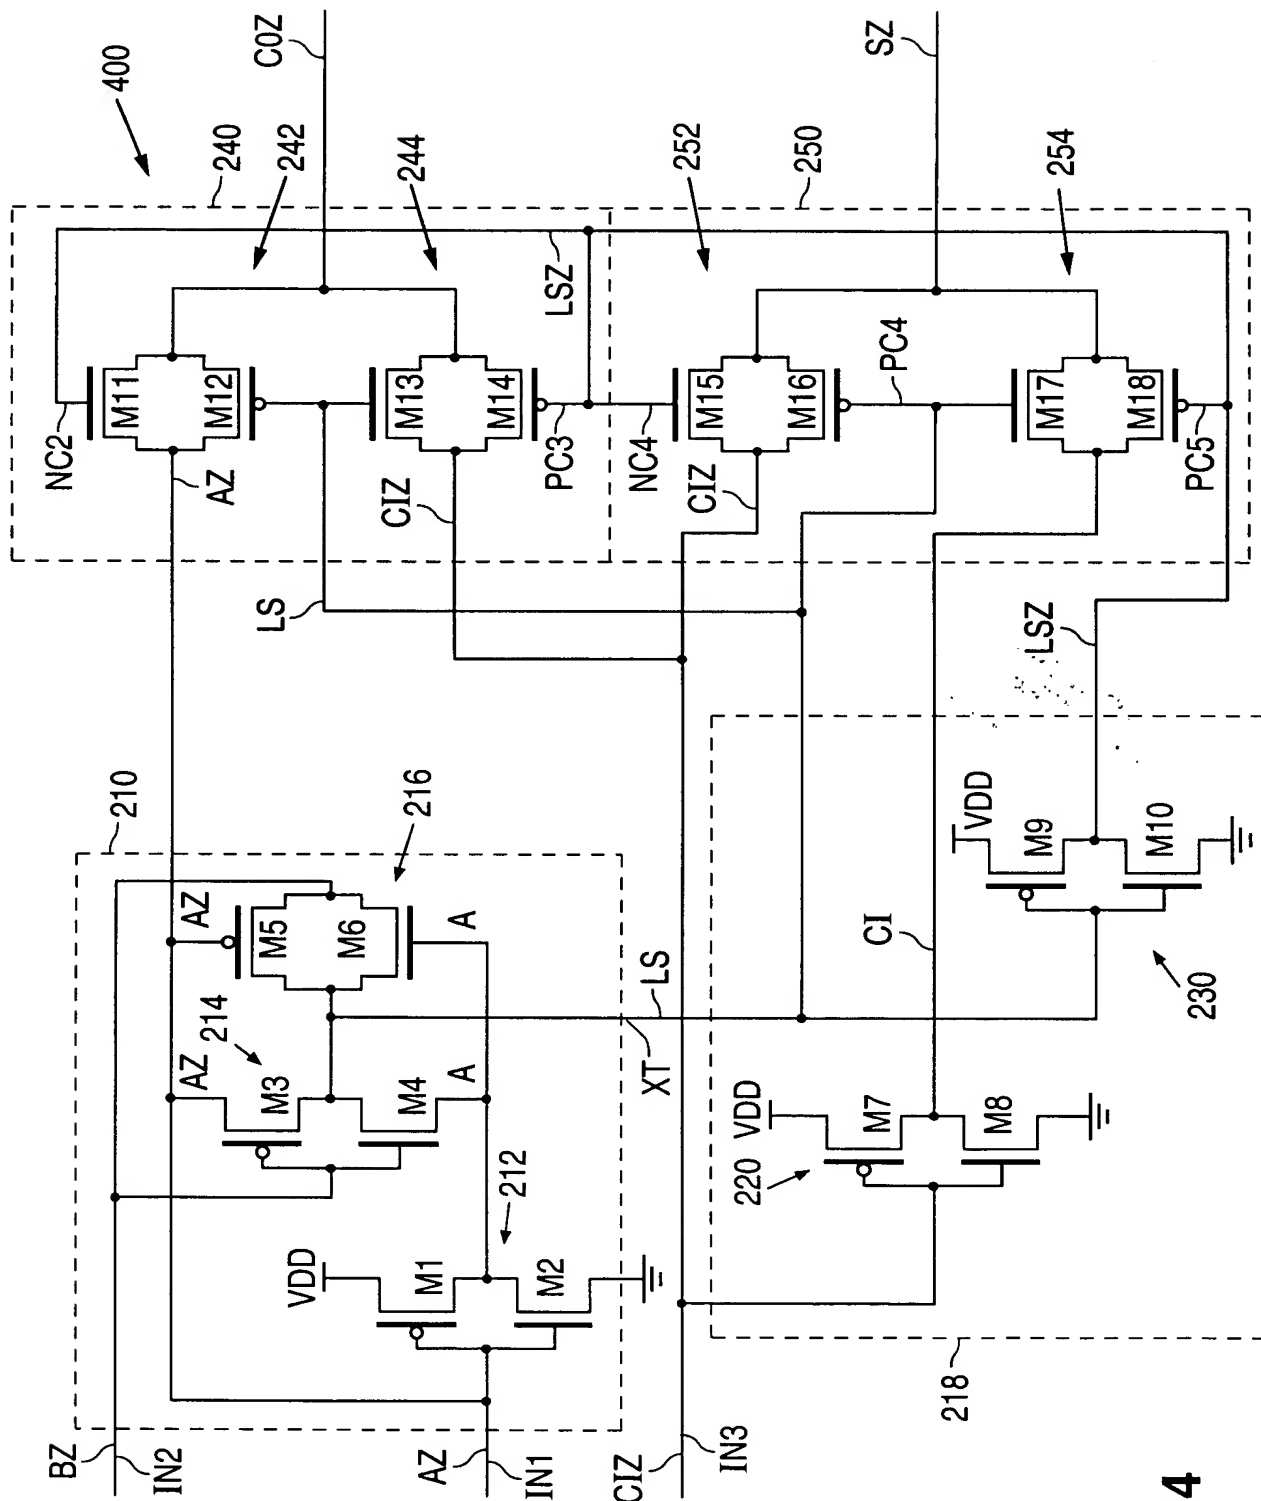 400
C0Z
240
242
244
252
250
254
SZ
NC2
M11
M12
AZ
M13
M14
CIZ
PC3
LSZ
NC4
M15
M16
CIZ
PC4
M17
M18
PC5
LS
LSZ
210
216
AZ
M5
M6
A
214
AZ
M3
M4
A
XT
LS
212
VDD
M1
M2
BZ
IN2
AZ
IN1
CIZ
IN3
CI
VDD
M9
M10
230
VDD
M7
M8
220
218
4